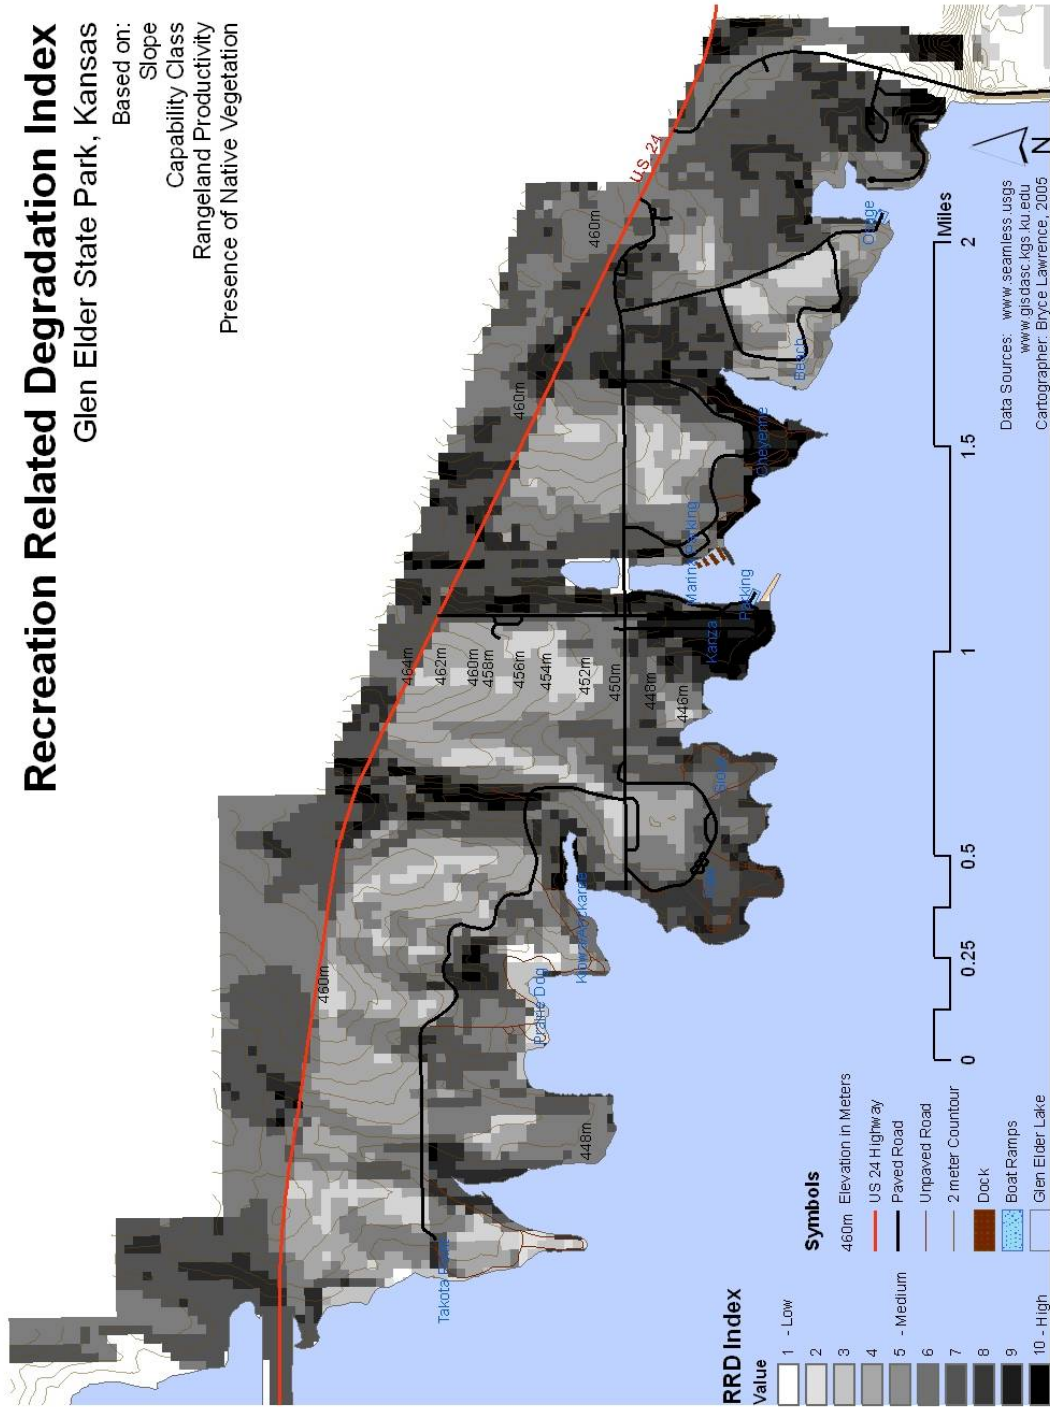 Recreation Related Degradation Index
Glen Elder State Park, Kansas
Based on:
Slope
Capability Class
Rangeland Productivity
Presence of Native Vegetation
US 24
460m
460m
460m
464m
462m
460m
458m
456m
454m
452m
450m
448m
446m
448m
Osage
Beach
Cheyenne
Marina Parking
Parking
Kanza
Prairie Dog
RRD Index
Value
1 - Low
2
3
4
5 - Medium
6
7
8
9
10 - High
Symbols
460m Elevation in Meters
US 24 Highway
Paved Road
Unpaved Road
2 meter Countour
Dock
Boat Ramps
Glen Elder Lake
0 0.25 0.5 1 1.5 2
Miles
N
Data Sources: www.seamless.usgs
www.gisdasc.kgs.ku.edu
Cartographer: Bryce Lawrence, 2005